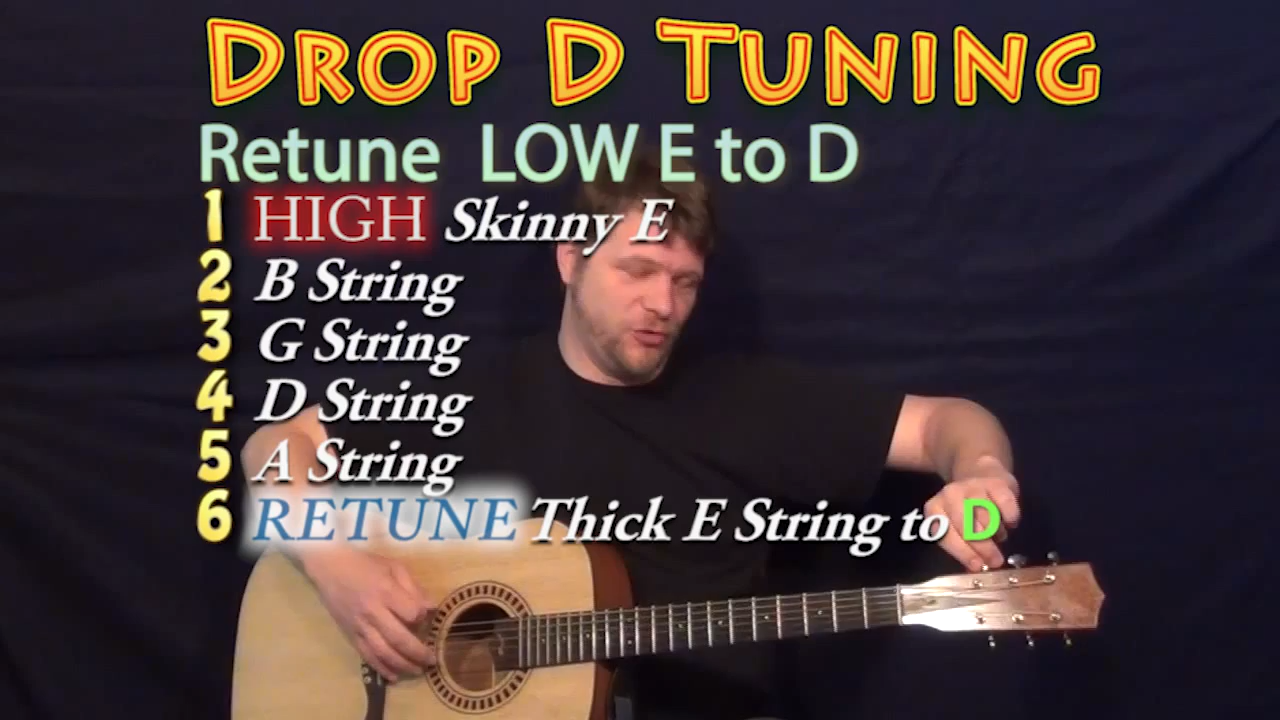 DROP D TUNING
Retune LOW E to D
1 HIGH Skinny E
2 B String
3 G String
4 D String
5 A String
6 RETUNE Thick E String to D